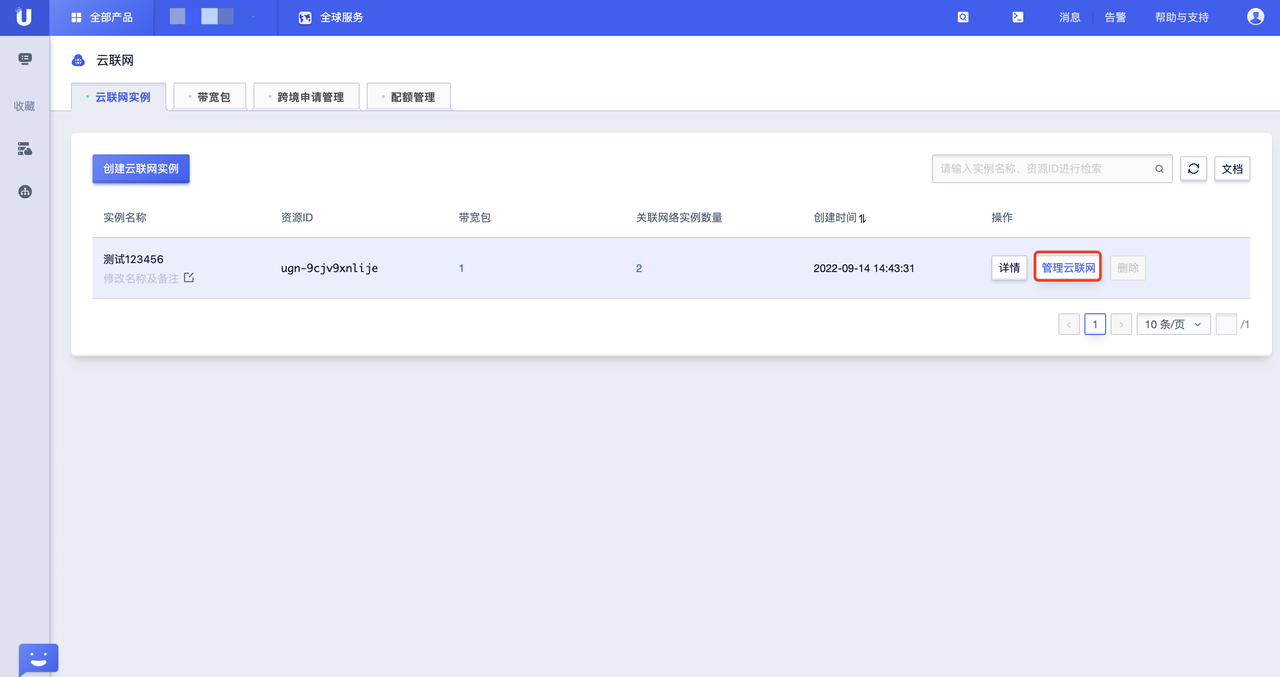 全部产品
全球服务
消息
告警
帮助与支持
收藏
云联网
云联网实例
带宽包
跨境申请管理
配额管理
创建云联网实例
请输入实例名称、资源ID进行检索
文档
实例名称 资源ID 带宽包 关联网络实例数量 创建时间 操作
测试123456
修改名称及备注
ugn-9cjv9xnlije
1
2
2022-09-14 14:43:31
详情
管理云联网
删除
1
10 条/页
/1